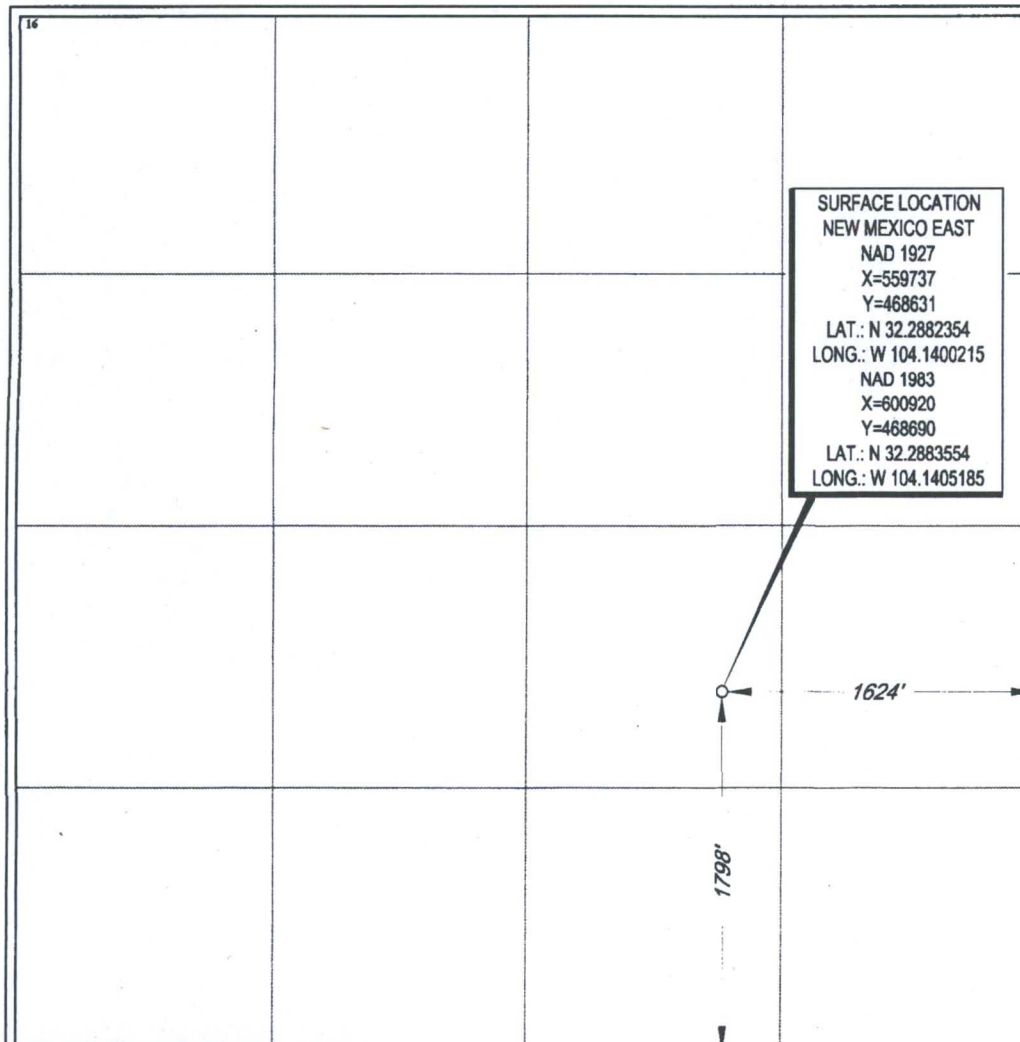 16
SURFACE LOCATION
NEW MEXICO EAST
NAD 1927
X=559737
Y=468631
LAT.: N 32.2882354
LONG.: W 104.1400215
NAD 1983
X=600920
Y=468690
LAT.: N 32.2883554
LONG.: W 104.1405185
1624'
1798'